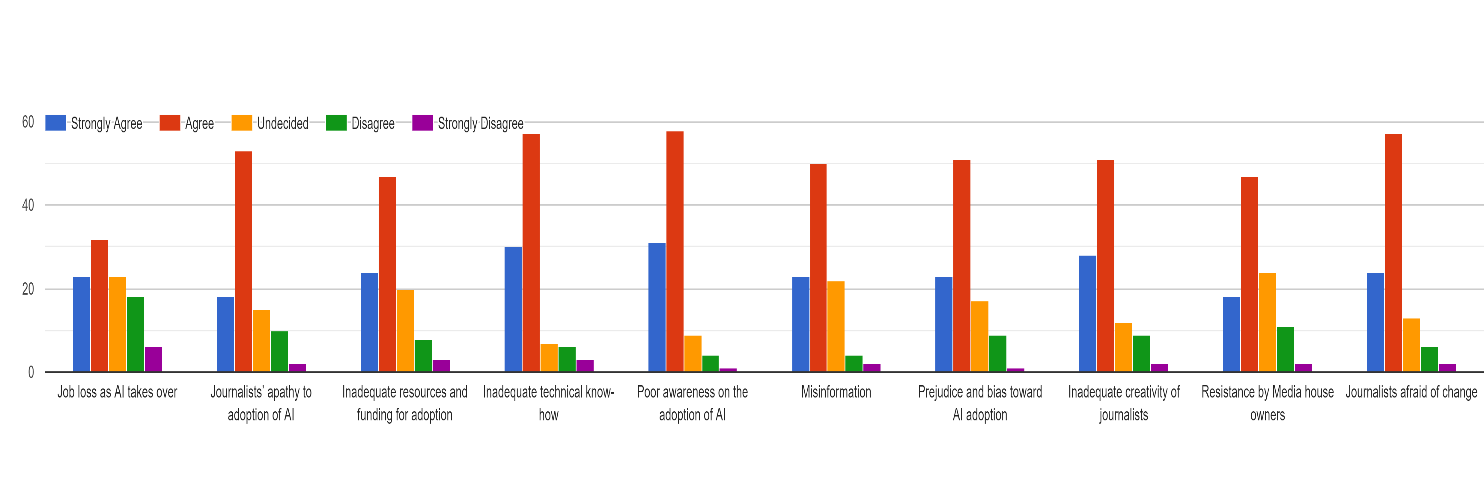 60
Strongly Agree
Agree
Undecided
Disagree
Strongly Disagree
40
20
0
Job loss as AI takes over
Journalists' apathy to
adoption of AI
Inadequate resources and
funding for adoption
Inadequate technical know-
how
Poor awareness on the
adoption of AI
Misinformation
Prejudice and bias toward
AI adoption
Inadequate creativity of
journalists
Resistance by Media house
owners
Journalists afraid of change